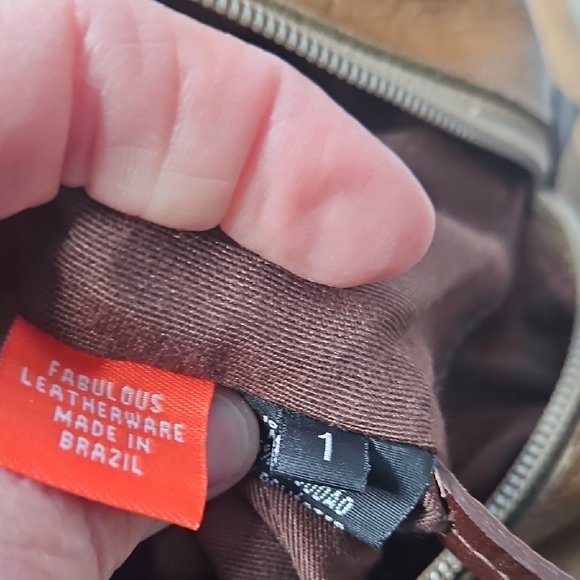 FABULOUS
LEATHERWARE
MADE IN
BRAZIL
1